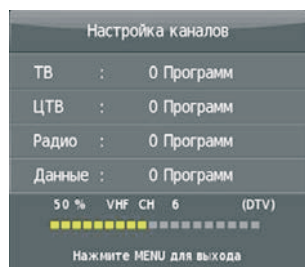 Настройка каналов
ТВ : 0 Программ
ЦТВ : 0 Программ
Радио : 0 Программ
Данные : 0 Программ
50 % VHF CH 6 (DTV)
Нажмите MENU для выхода